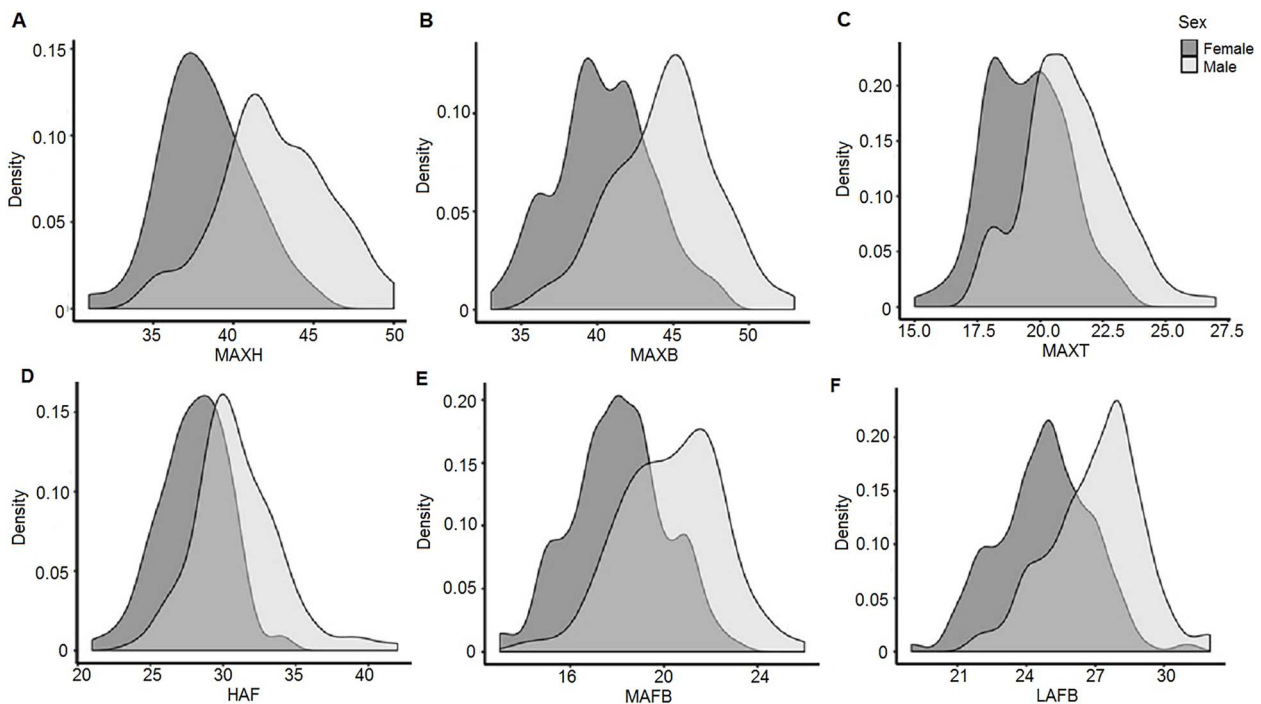 A
B
C
Sex
Female
Male
Density
0.15
0.10
0.05
0
35
40
45
50
MAXH
Density
0.10
0.05
0
35
40
45
50
MAXB
Density
0.20
0.15
0.10
0.05
0
15.0
17.5
20.0
22.5
25.0
27.5
MAXT
D
E
F
Density
0.15
0.10
0.05
0
20
25
30
35
40
HAF
Density
0.20
0.15
0.10
0.05
0
16
20
24
MAFB
Density
0.20
0.15
0.10
0.05
0
21
24
27
30
LAFB